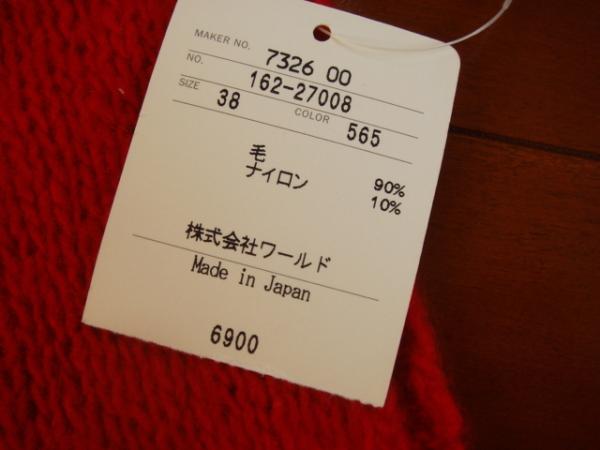 MAKER NO. 7326 00
NO. 162-27008
SIZE 38 COLOR 565
毛 90%
ナイロン 10%
株式会社ワールド
Made in Japan
6900